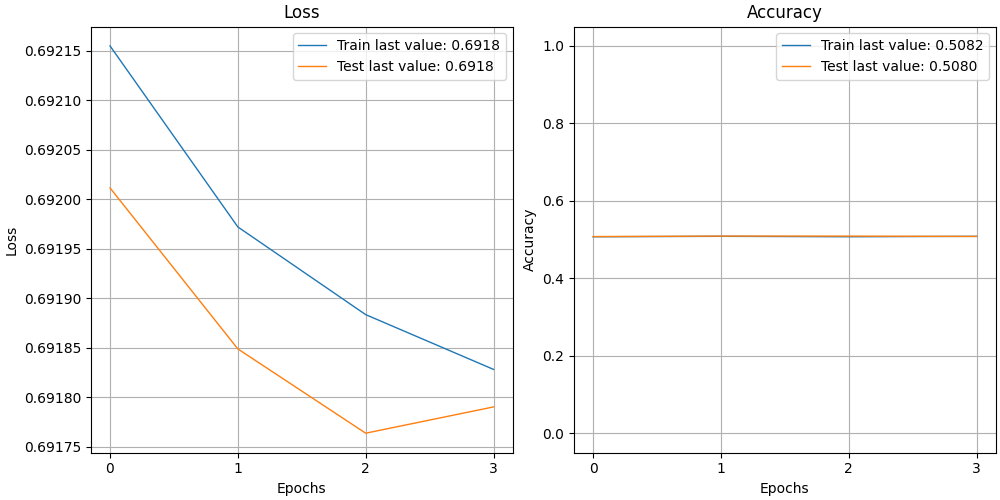 Loss
Train last value: 0.6918
Test last value: 0.6918
0.69215
0.69210
0.69205
0.69200
0.69195
0.69190
0.69185
0.69180
0.69175
Loss
0 1 2 3
Epochs
Accuracy
Train last value: 0.5082
Test last value: 0.5080
1.0
0.8
0.6
0.4
0.2
0.0
Accuracy
0 1 2 3
Epochs